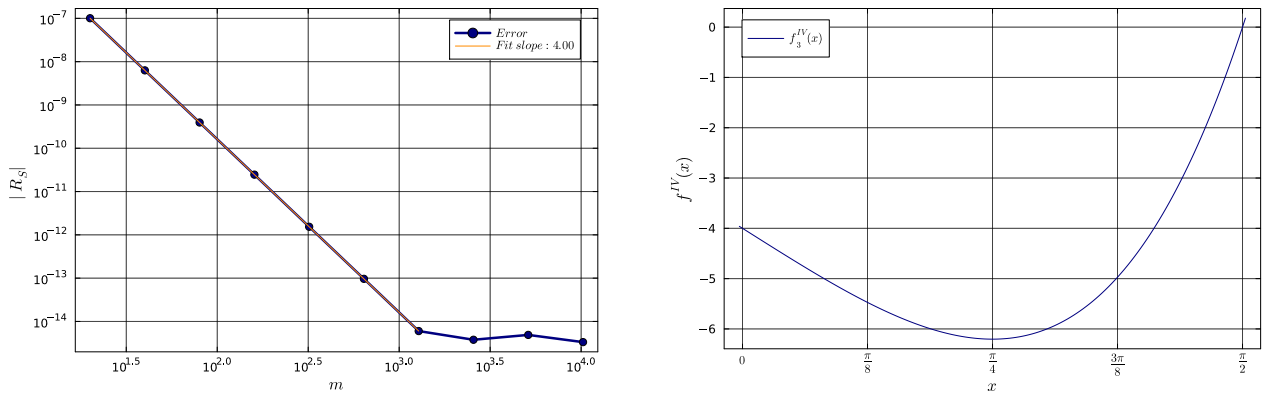 10⁻⁷
10⁻⁸
10⁻⁹
10⁻¹⁰
10⁻¹¹
10⁻¹²
10⁻¹³
10⁻¹⁴
|R_S|
Error
Fit slope : 4.00
10^1.5
10^2.0
10^2.5
10^3.0
10^3.5
10^4.0
m
0
−1
−2
−3
−4
−5
−6
f^{IV}(x)
f_3^{IV}(x)
0
π/8
π/4
3π/8
π/2
x